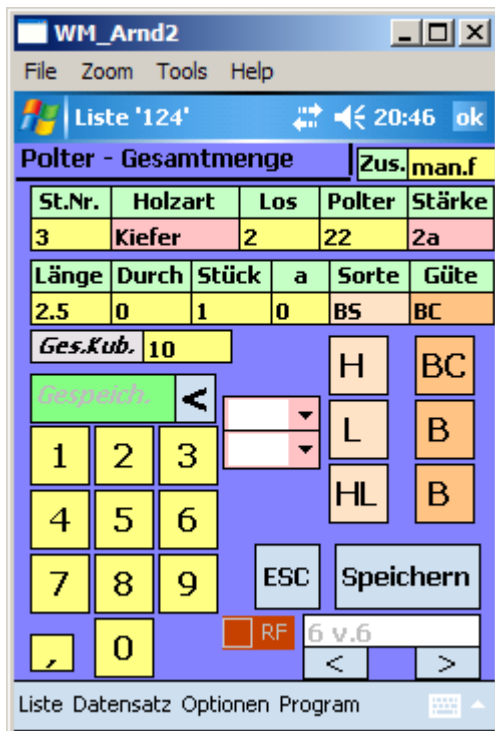 WM_Arnd2
File Zoom Tools Help
Liste '124' 20:46 ok
Polter - Gesamtmenge Zus. man.f
St.Nr. Holzart Los Polter Stärke
3 Kiefer 2 22 2a
Länge Durch Stück a Sorte Güte
2.5 0 1 0 BS BC
Ges.Kub. 10
H BC
Gespeich. <
L B
1 2 3
HL B
4 5 6
7 8 9 ESC Speichern
RF 6 v.6
, 0
< >
Liste Datensatz Optionen Program